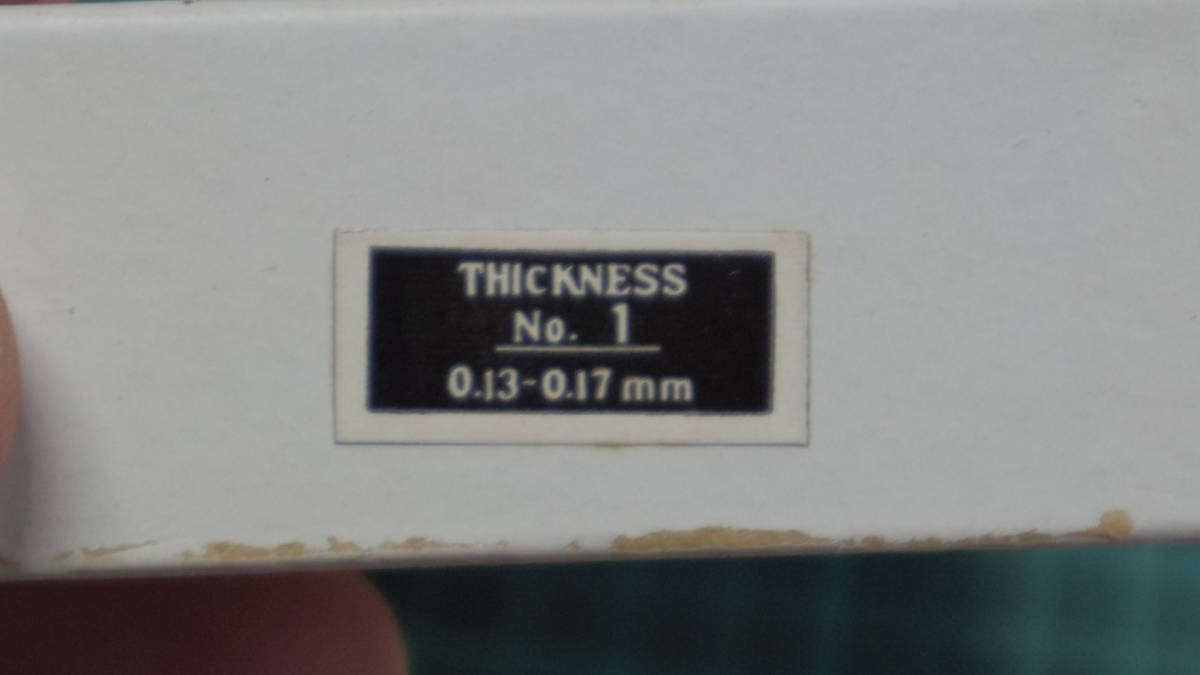 THICKNESS
No. 1
0.13-0.17 mm